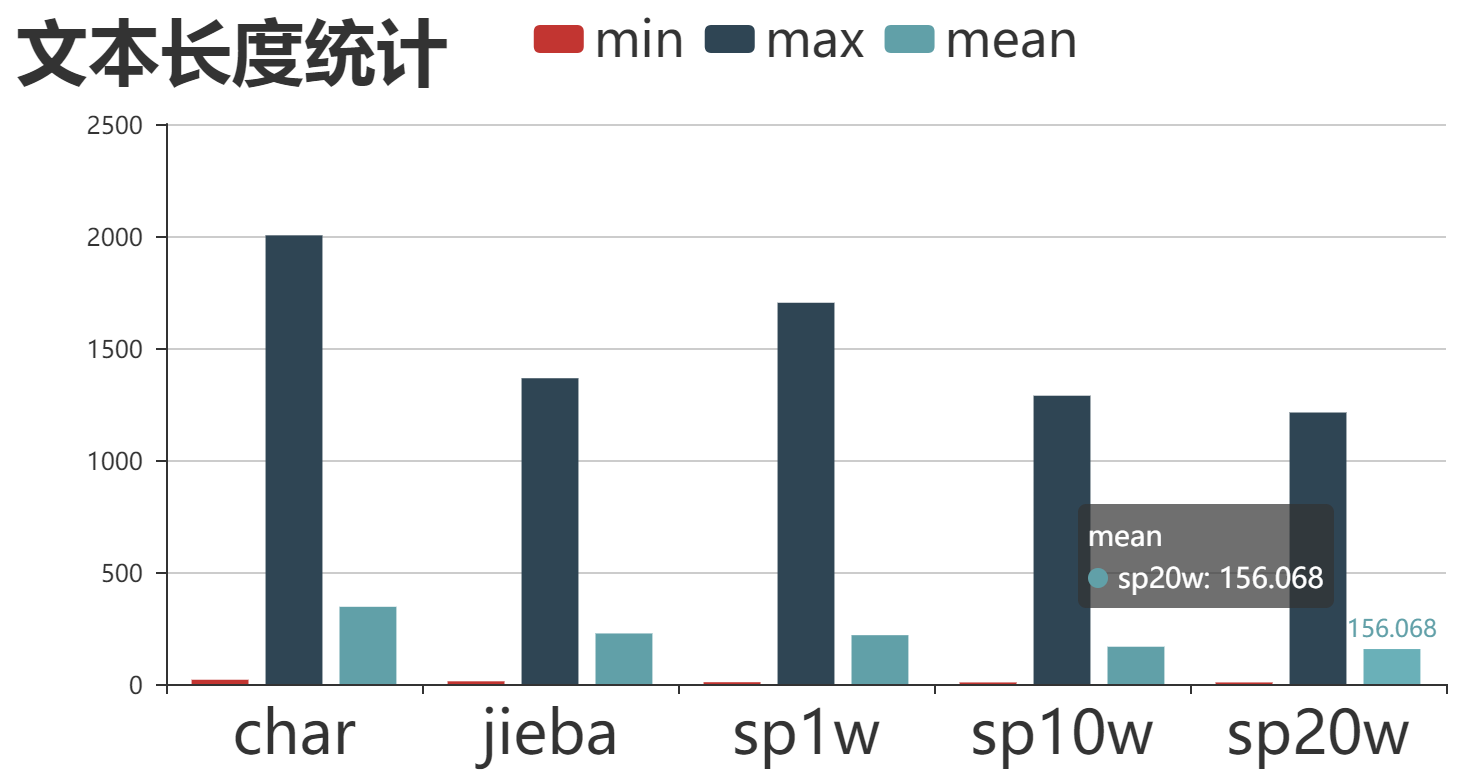 文本长度统计
min max mean
2500
2000
1500
1000
500
0
mean
sp20w: 156.068
156.068
char jieba sp1w sp10w sp20w